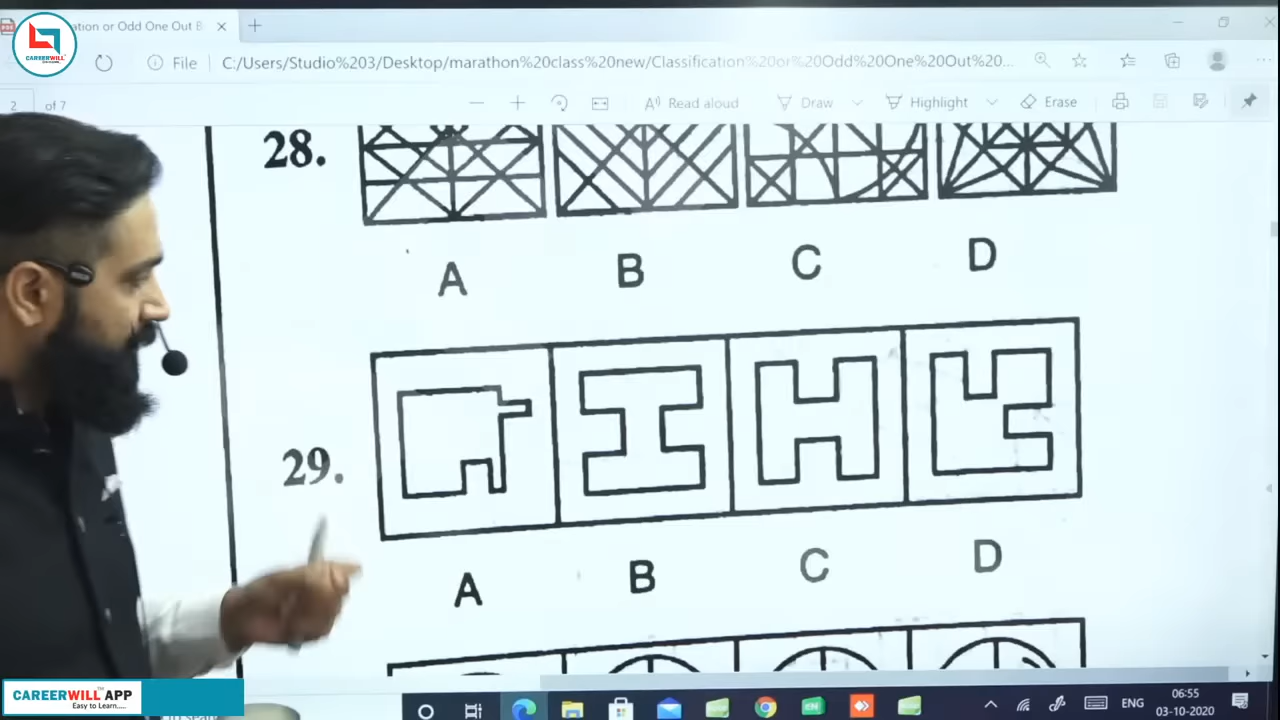 ation or Odd One Out B
CAREERWILL
File
C:/Users/Studio%203/Desktop/marathon%20class%20new/Classification%20or%20Odd%20One%20Out%20...
2 of 7
Read aloud
Draw
Highlight
Erase
28.
A B C D
29.
A B C D
CAREERWILL APP
Easy to Learn.....
ENG
06:55
03-10-2020